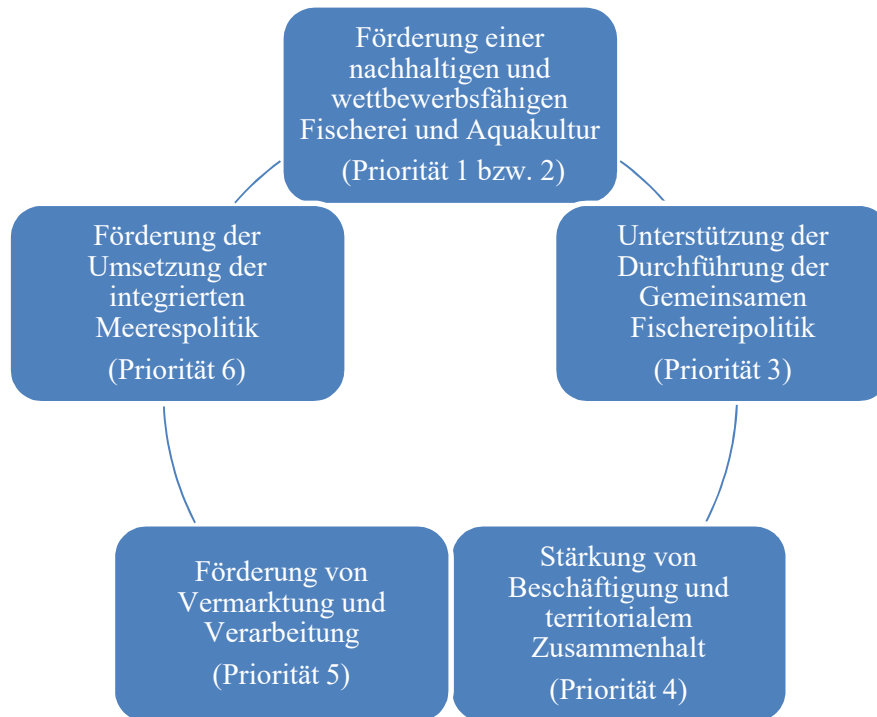 Förderung einer
nachhaltigen und
wettbewerbsfähigen
Fischerei und Aquakultur
(Priorität 1 bzw. 2)
Förderung der
Umsetzung der
integrierten
Meerespolitik
(Priorität 6)
Unterstützung der
Durchführung der
Gemeinsamen
Fischereipolitik
(Priorität 3)
Förderung von
Vermarktung und
Verarbeitung
(Priorität 5)
Stärkung von
Beschäftigung und
territorialem
Zusammenhalt
(Priorität 4)